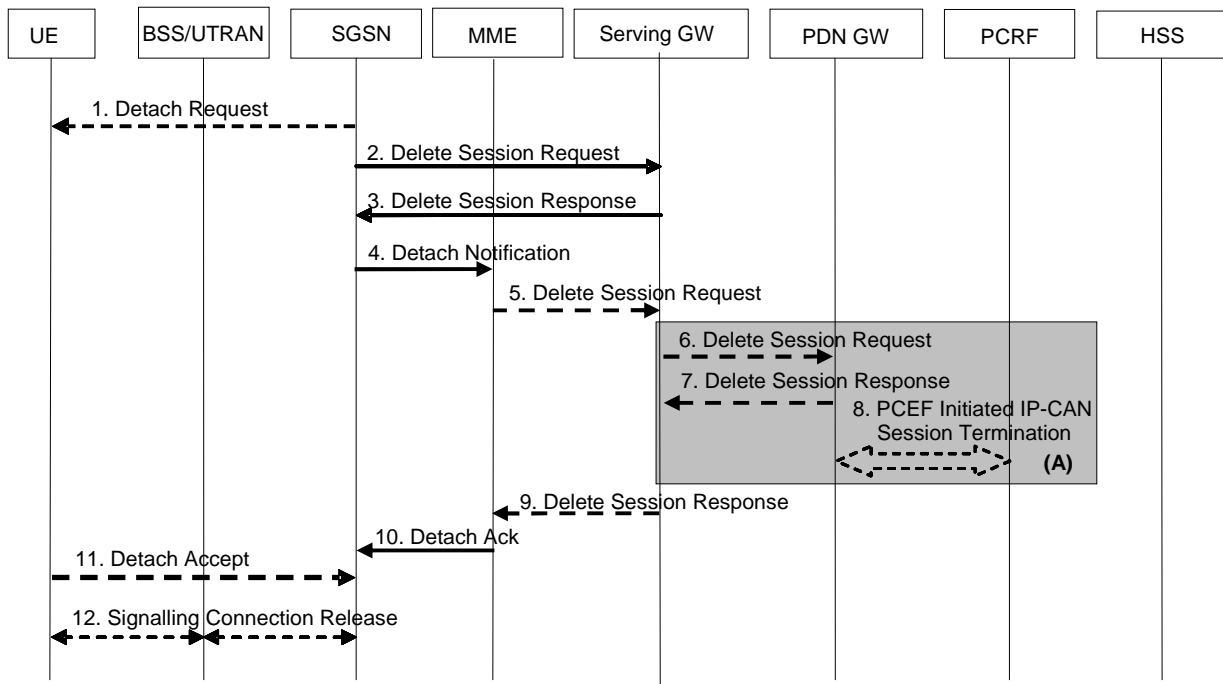 UE
BSS/UTRAN
SGSN
MME
Serving GW
PDN GW
PCRF
HSS
1. Detach Request
2. Delete Session Request
3. Delete Session Response
4. Detach Notification
5. Delete Session Request
6. Delete Session Request
7. Delete Session Response
8. PCEF Initiated IP-CAN
Session Termination
(A)
9. Delete Session Response
10. Detach Ack
11. Detach Accept
12. Signalling Connection Release